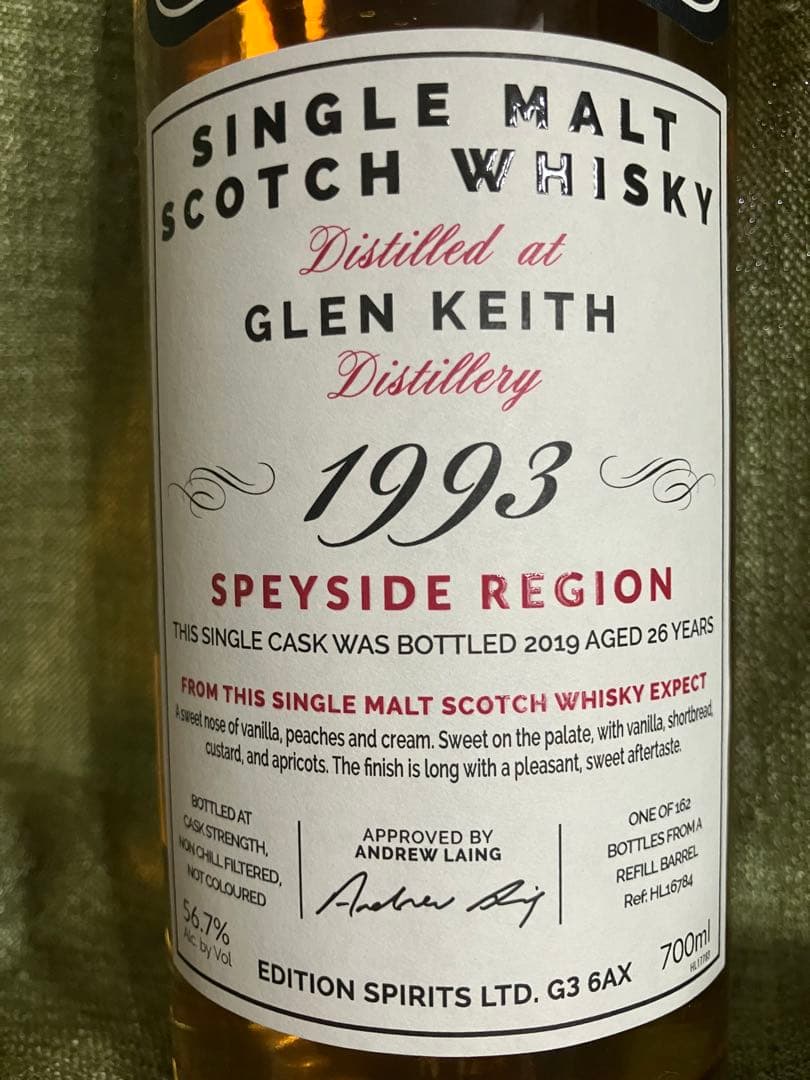 SINGLE MALT
SCOTCH WHISKY
Distilled at
GLEN KEITH
Distillery
1993
SPEYSIDE REGION
THIS SINGLE CASK WAS BOTTLED 2019 AGED 26 YEARS
FROM THIS SINGLE MALT SCOTCH WHISKY EXPECT
A sweet nose of vanilla, peaches and cream. Sweet on the palate, with vanilla, shortbread,
custard, and apricots. The finish is long with a pleasant, sweet aftertaste.
BOTTLED AT
CASK STRENGTH,
NON CHILL FILTERED,
NOT COLOURED
56.7%
Alc. by Vol
APPROVED BY
ANDREW LAING
Andrew Laing
ONE OF 162
BOTTLES FROM A
REFILL BARREL
Ref: HL16784
700ml
EDITION SPIRITS LTD. G3 6AX